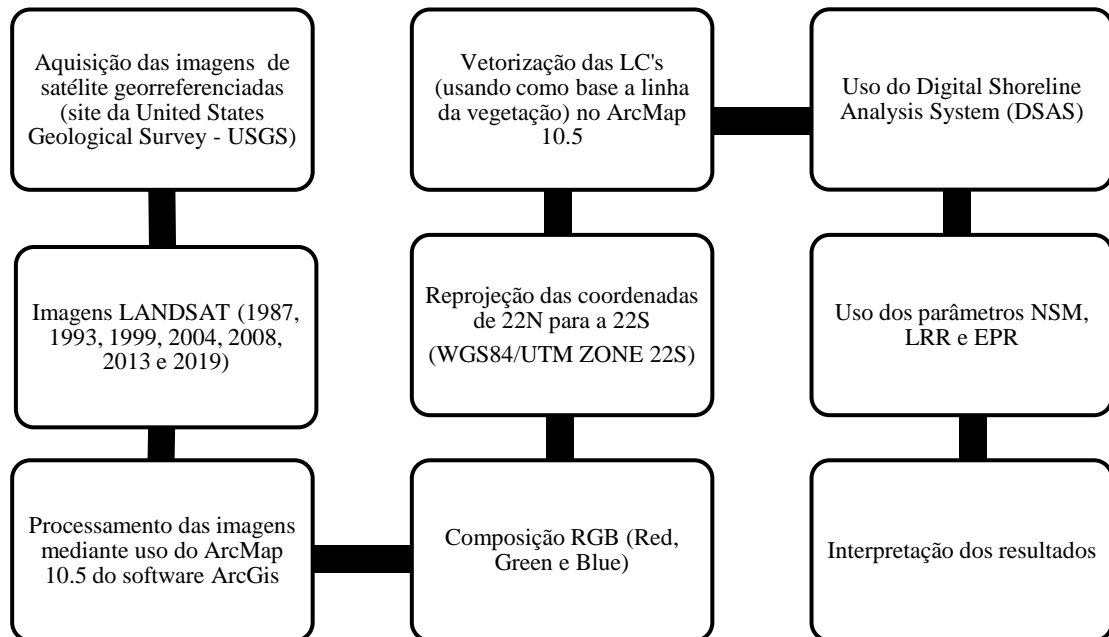 Aquisição das imagens de
satélite georreferenciadas
(site da United States
Geological Survey - USGS)
Imagens LANDSAT (1987,
1993, 1999, 2004, 2008,
2013 e 2019)
Processamento das imagens
mediante uso do ArcMap
10.5 do software ArcGis
Composição RGB (Red,
Green e Blue)
Reprojeção das coordenadas
de 22N para a 22S
(WGS84/UTM ZONE 22S)
Vetorização das LC's
(usando como base a linha
da vegetação) no ArcMap
10.5
Uso do Digital Shoreline
Analysis System (DSAS)
Uso dos parâmetros NSM,
LRR e EPR
Interpretação dos resultados